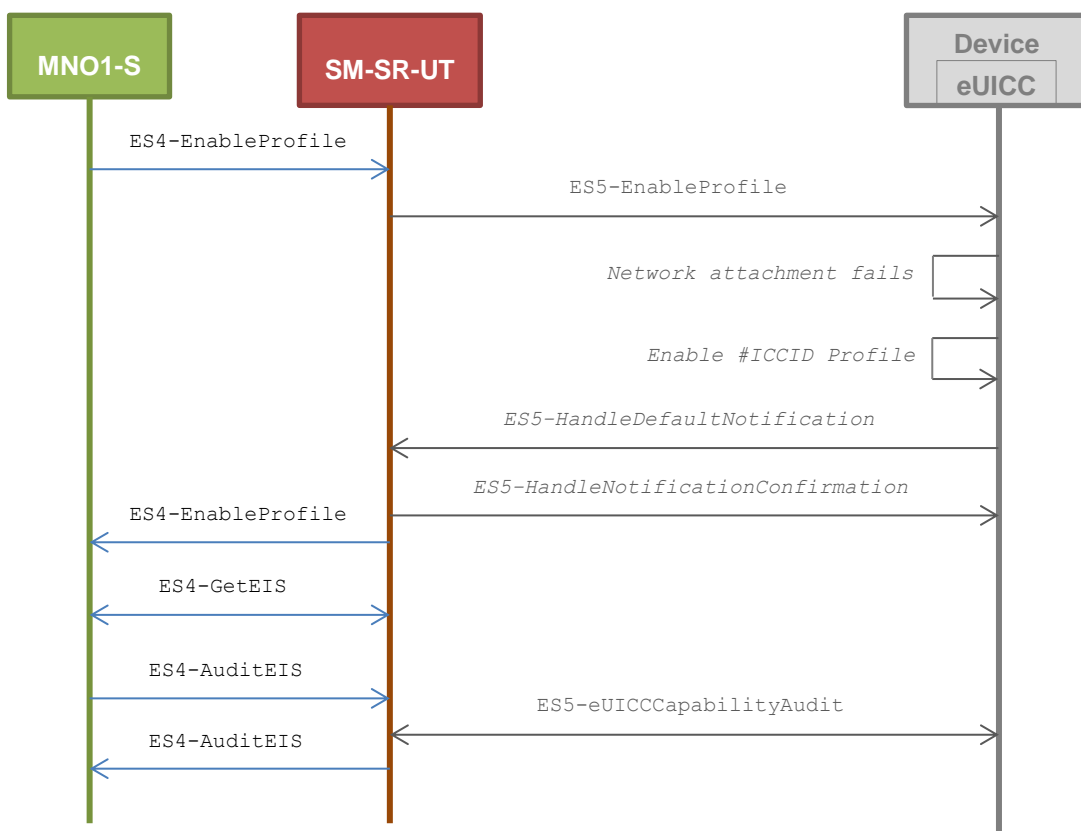 MNO1-S
SM-SR-UT
Device
eUICC
ES4-EnableProfile
ES5-EnableProfile
Network attachment fails
Enable #ICCID Profile
ES5-HandleDefaultNotification
ES5-HandleNotificationConfirmation
ES4-EnableProfile
ES4-GetEIS
ES4-AuditEIS
ES5-eUICCCapabilityAudit
ES4-AuditEIS